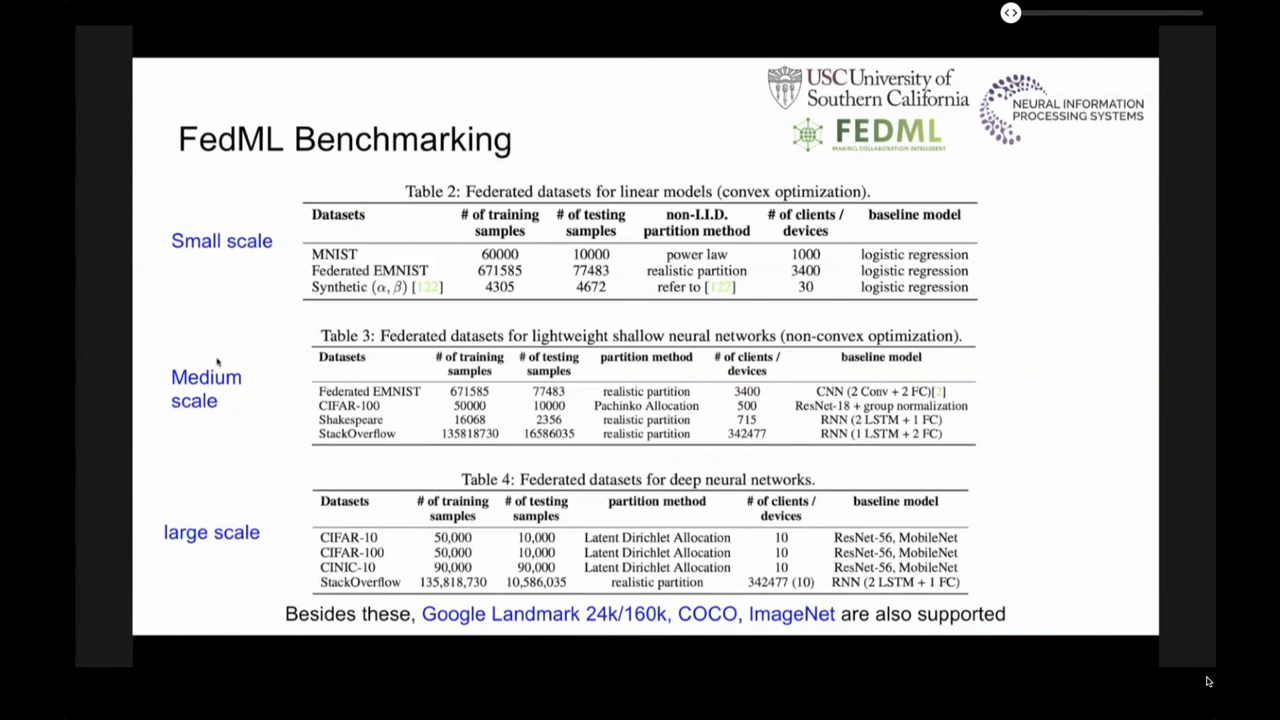 USC University of Southern California
FEDML
MAKING COLLABORATION INTELLIGENT
NEURAL INFORMATION
PROCESSING SYSTEMS
FedML Benchmarking
Small scale
Table 2: Federated datasets for linear models (convex optimization).
Datasets # of training samples # of testing samples non-I.I.D. partition method # of clients / devices baseline model
MNIST 60000 10000 power law 1000 logistic regression
Federated EMNIST 671585 77483 realistic partition 3400 logistic regression
Synthetic (α, β) [122] 4305 4672 refer to [122] 30 logistic regression
Medium scale
Table 3: Federated datasets for lightweight shallow neural networks (non-convex optimization).
Datasets # of training samples # of testing samples partition method # of clients / devices baseline model
Federated EMNIST 671585 77483 realistic partition 3400 CNN (2 Conv + 2 FC)[2]
CIFAR-100 50000 10000 Pachinko Allocation 500 ResNet-18 + group normalization
Shakespeare 16068 2356 realistic partition 715 RNN (2 LSTM + 1 FC)
StackOverflow 135818730 16586035 realistic partition 342477 RNN (1 LSTM + 2 FC)
large scale
Table 4: Federated datasets for deep neural networks.
Datasets # of training samples # of testing samples partition method # of clients / devices baseline model
CIFAR-10 50,000 10,000 Latent Dirichlet Allocation 10 ResNet-56, MobileNet
CIFAR-100 50,000 10,000 Latent Dirichlet Allocation 10 ResNet-56, MobileNet
CINIC-10 90,000 90,000 Latent Dirichlet Allocation 10 ResNet-56, MobileNet
StackOverflow 135,818,730 10,586,035 realistic partition 342477 (10) RNN (2 LSTM + 1 FC)
Besides these, Google Landmark 24k/160k, COCO, ImageNet are also supported